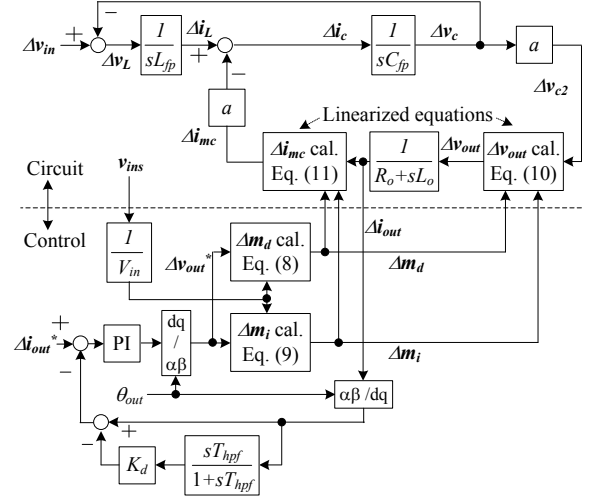 −
Δv_in + Δv_L 1/sL_fp Δi_L + − Δi_c 1/sC_fp Δv_c a
Δv_c2
a
Δi_mc
Linearized equations
Δi_mc cal.
Eq. (11)
1/(R_o+sL_o)
Δv_out
Δv_out cal.
Eq. (10)
Circuit
Control
v_ins
1/V_in
Δv_out*
Δm_d cal.
Eq. (8)
Δi_out
Δm_d
Δi_out* + − PI dq / αβ
Δm_i cal.
Eq. (9)
Δm_i
θ_out
αβ /dq
− +
K_d
sT_hpf/(1+sT_hpf)